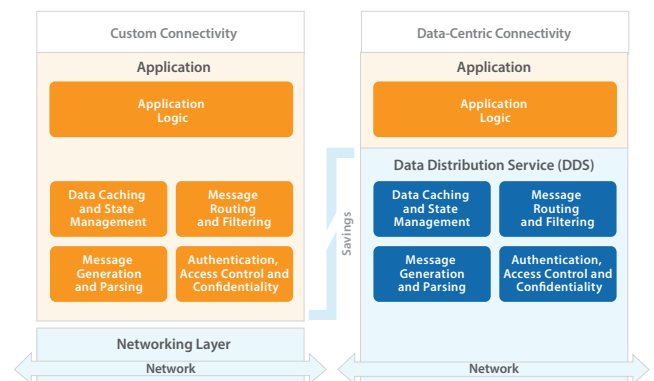 Custom Connectivity
Application
Application
Logic
Data Caching
and State
Management
Message
Routing
and Filtering
Message
Generation
and Parsing
Authentication,
Access Control and
Confidentiality
Networking Layer
Network
Savings
Data-Centric Connectivity
Application
Application
Logic
Data Distribution Service (DDS)
Data Caching
and State
Management
Message
Routing
and Filtering
Message
Generation
and Parsing
Authentication,
Access Control and
Confidentiality
Network